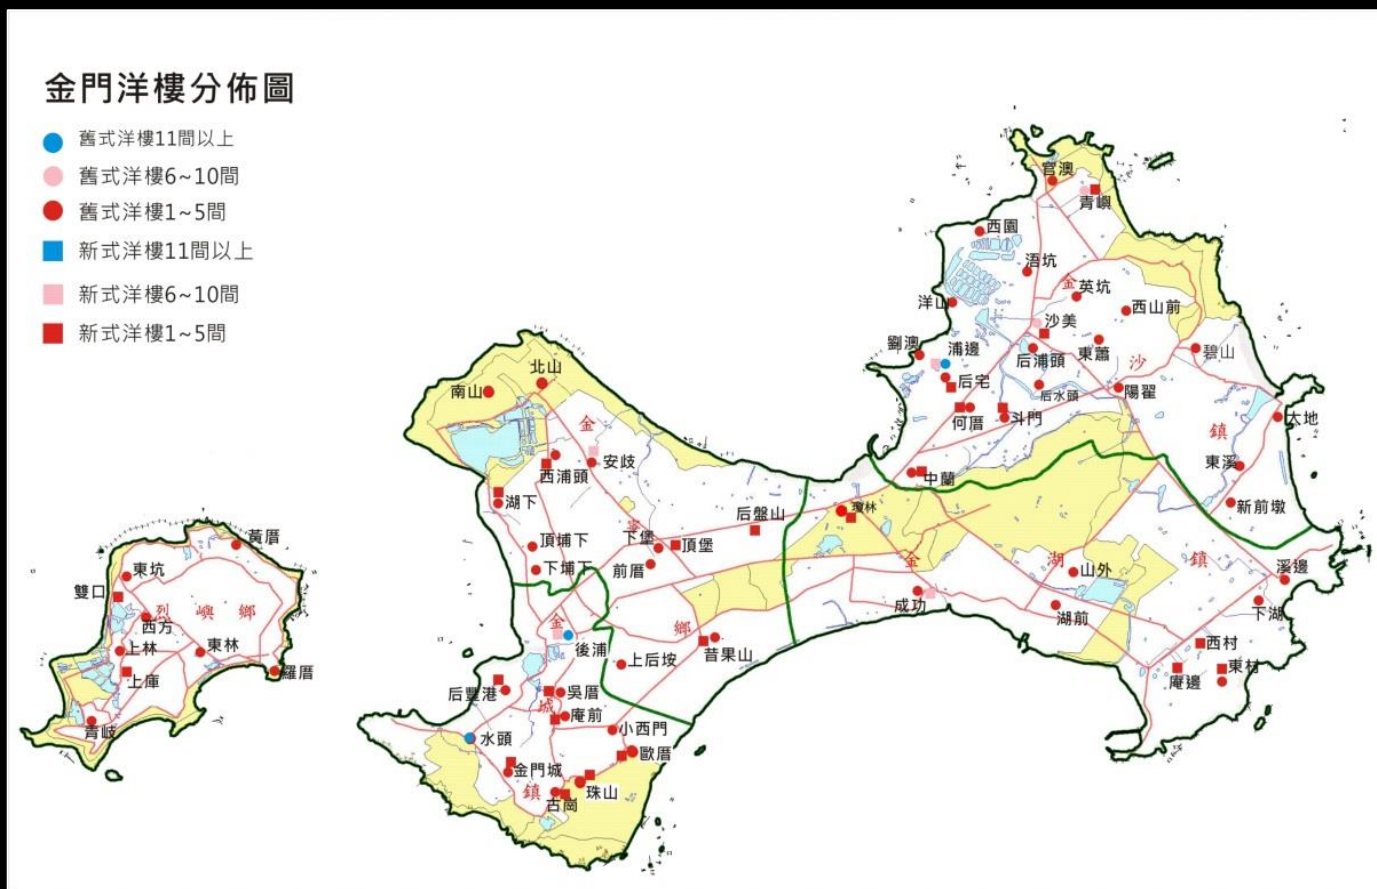 金門洋樓分佈圖
舊式洋樓11間以上
舊式洋樓6~10間
舊式洋樓1~5間
新式洋樓11間以上
新式洋樓6~10間
新式洋樓1~5間
官澳
青嶼
西園
浯坑
金
英坑
洋山
西山前
沙美
劉澳
浦邊
后浦頭
東蕭
沙
碧山
北山
南山
后宅
后水頭
陽翟
何厝
斗門
太地
金
鎮
西浦頭
安歧
東溪
中蘭
湖下
瓊林
新前墩
后盤山
寧
黃厝
頂埔下
下堡
頂堡
金
湖
鎮
東坑
下埔下
前厝
山外
溪邊
雙口
烈
嶼
鄉
成功
湖前
下湖
西方
金
鄉
後浦
昔果山
西村
上林
東林
上后垵
東村
上庫
羅厝
后豐港
吳厝
庵邊
城
庵前
青岐
水頭
小西門
歐厝
金門城
鎮
珠山
古崗